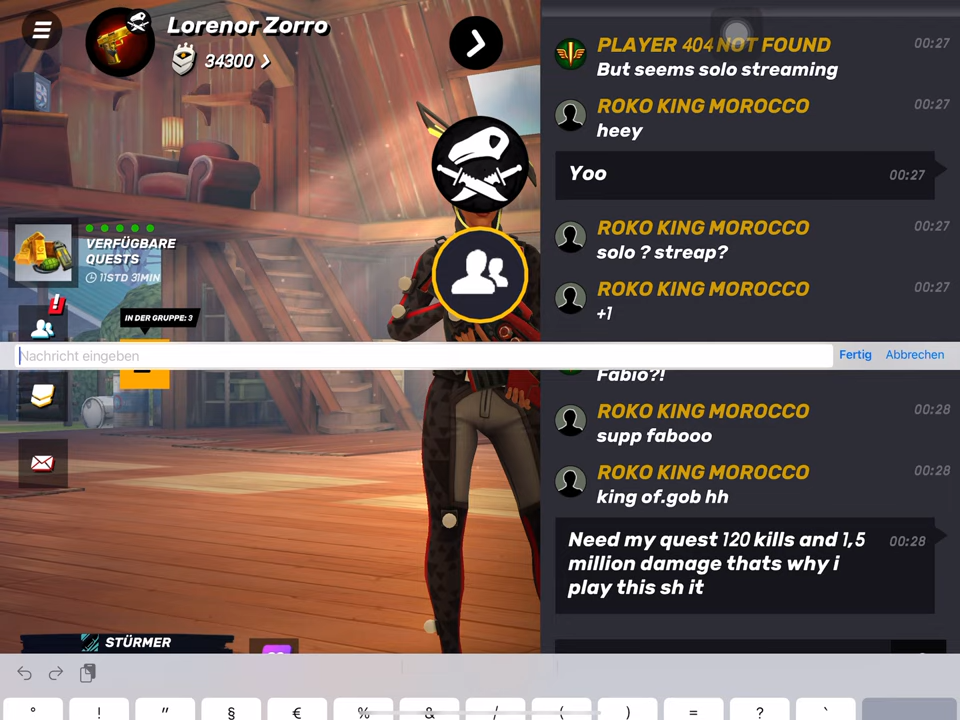 Lorenor Zorro
34300
VERFÜGBARE
QUESTS
11STD 31MIN
!
IN DER GRUPPE: 3
PLAYER 404 NOT FOUND
00:27
But seems solo streaming
ROKO KING MOROCCO
00:27
heey
Yoo
00:27
ROKO KING MOROCCO
00:27
solo ? streap?
ROKO KING MOROCCO
00:27
+1
Nachricht eingeben
Fertig
Abbrechen
Fabio?!
ROKO KING MOROCCO
00:28
supp fabooo
ROKO KING MOROCCO
00:28
king of.gob hh
Need my quest 120 kills and 1,5
00:28
million damage thats why i
play this sh it
STÜRMER
° ! " § € % & / ( ) = ? `